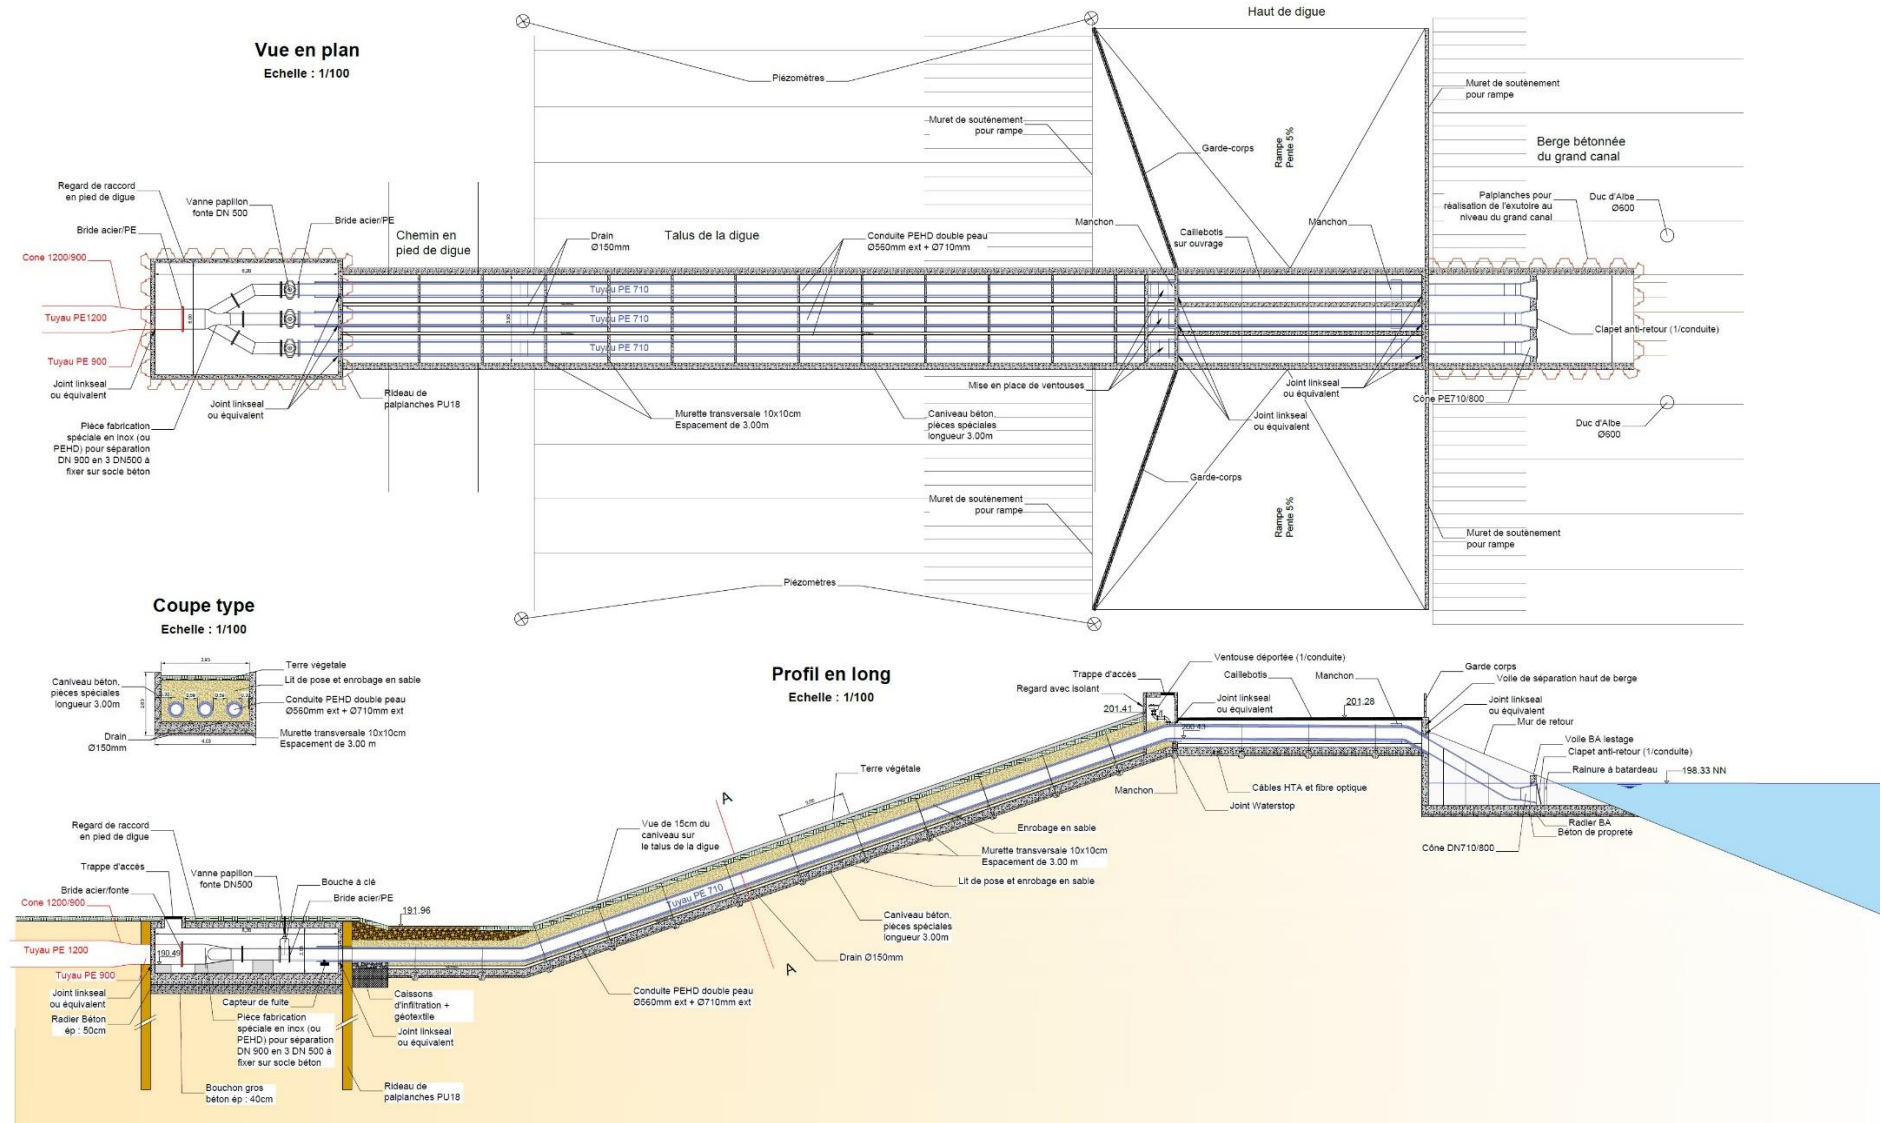 Vue en plan
Echelle : 1/100
Haut de digue
Piézomètres
Muret de soutènement
pour rampe
Muret de soutènement
pour rampe
Garde-corps
Rampe
Pente 5%
Berge bétonnée
du grand canal
Regard de raccord
en pied de digue
Vanne papillon
fonte DN 500
Bride acier/PE
Bride acier/PE
Cone 1200/900
Tuyau PE1200
Tuyau PE 900
Chemin en
pied de digue
Drain
Ø150mm
Talus de la digue
Conduite PEHD double peau
Ø560mm ext + Ø710mm
Manchon
Caillebotis
sur ouvrage
Manchon
Palplanches pour
réalisation de l'exutoire au
niveau du grand canal
Duc d'Albe
Ø600
Tuyau PE 710
Tuyau PE 710
Tuyau PE 710
Clapet anti-retour (1/conduite)
Joint linkseal
ou équivalent
Joint linkseal
ou équivalent
Rideau de
palplanches PU18
Mise en place de ventouses
Joint linkseal
ou équivalent
Cône PE710/800
Murette transversale 10x10cm
Espacement de 3.00m
Caniveau béton,
pièces spéciales
longueur 3.00m
Joint linkseal
ou équivalent
Duc d'Albe
Ø600
Pièce fabrication
spéciale en inox (ou
PEHD) pour séparation
DN 900 en 3 DN500 à
fixer sur socle béton
Garde-corps
Muret de soutènement
pour rampe
Rampe
Pente 5%
Muret de soutènement
pour rampe
Piézomètres
Coupe type
Echelle : 1/100
Terre végetale
Lit de pose et enrobage en sable
Caniveau béton,
pièces spéciales
longueur 3.00m
Conduite PEHD double peau
Ø560mm ext + Ø710mm ext
Drain
Ø150mm
Murette transversale 10x10cm
Espacement de 3.00 m
Profil en long
Echelle : 1/100
Ventouse déportée (1/conduite)
Trappe d'accès
Caillebotis
Manchon
Garde corps
Regard avec isolant
Voile de séparation haut de berge
201.41
Joint linkseal
ou équivalent
201.28
Joint linkseal
ou équivalent
Mur de retour
200.43
Voile BA lestage
Clapet anti-retour (1/conduite)
Rainure à batardeau
198.33 NN
Terre végétale
Manchon
Câbles HTA et fibre optique
Joint Waterstop
Radier BA
Béton de propreté
Cône DN710/800
A
Vue de 15cm du
caniveau sur
le talus de la digue
Enrobage en sable
Murette transversale 10x10cm
Espacement de 3.00 m
Lit de pose et enrobage en sable
Tuyau PE 710
Caniveau béton,
pièces spéciales
longueur 3.00m
Drain Ø150mm
A
Regard de raccord
en pied de digue
Trappe d'accès
Vanne papillon
fonte DN500
Bouche à clé
Bride acier/fonte
Bride acier/PE
Cone 1200/900
191.96
Tuyau PE 1200
190.49
Tuyau PE 900
Joint linkseal
ou équivalent
Capteur de fuite
Caissons
d'infiltration +
géotextile
Conduite PEHD double peau
Ø560mm ext + Ø710mm ext
Radier Béton
ép : 50cm
Pièce fabrication
spéciale en inox (ou
PEHD) pour séparation
DN 900 en 3 DN 500 à
fixer sur socle béton
Joint linkseal
ou équivalent
Bouchon gros
béton ép : 40cm
Rideau de
palplanches PU18